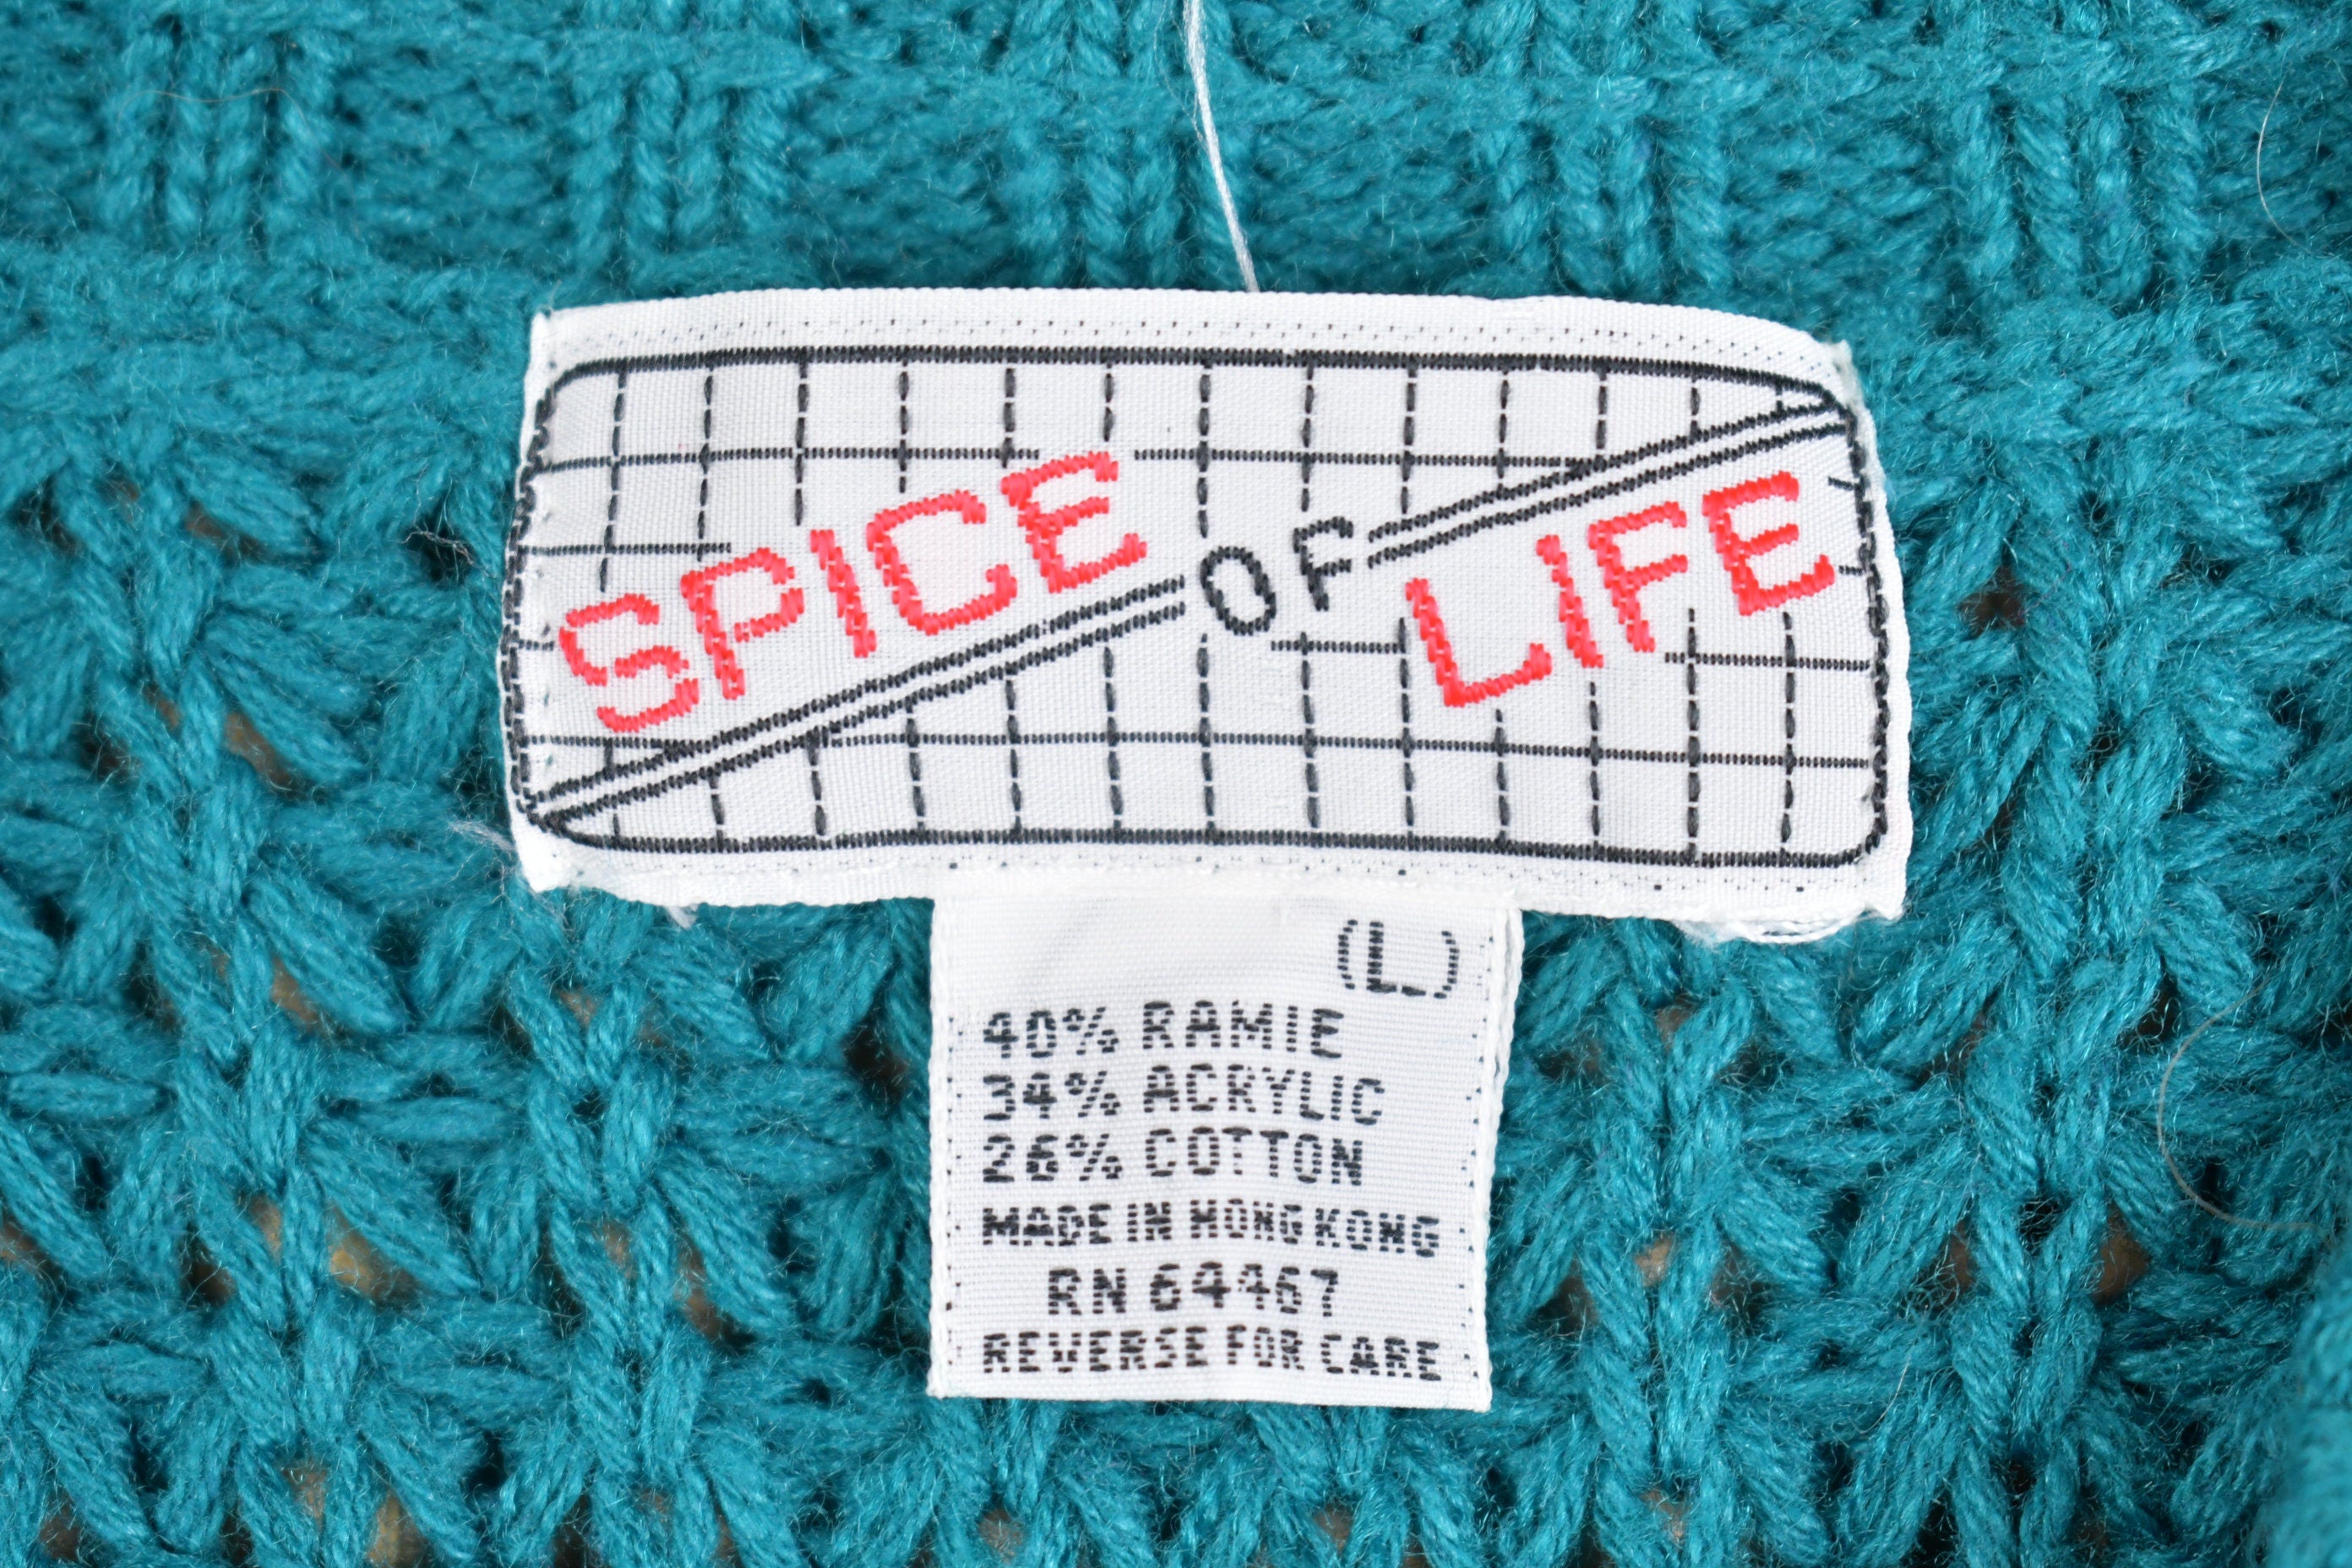 SPICE OF LIFE
(L)
40% RAMIE
34% ACRYLIC
26% COTTON
MADE IN HONG KONG
RN 64467
REVERSE FOR CARE